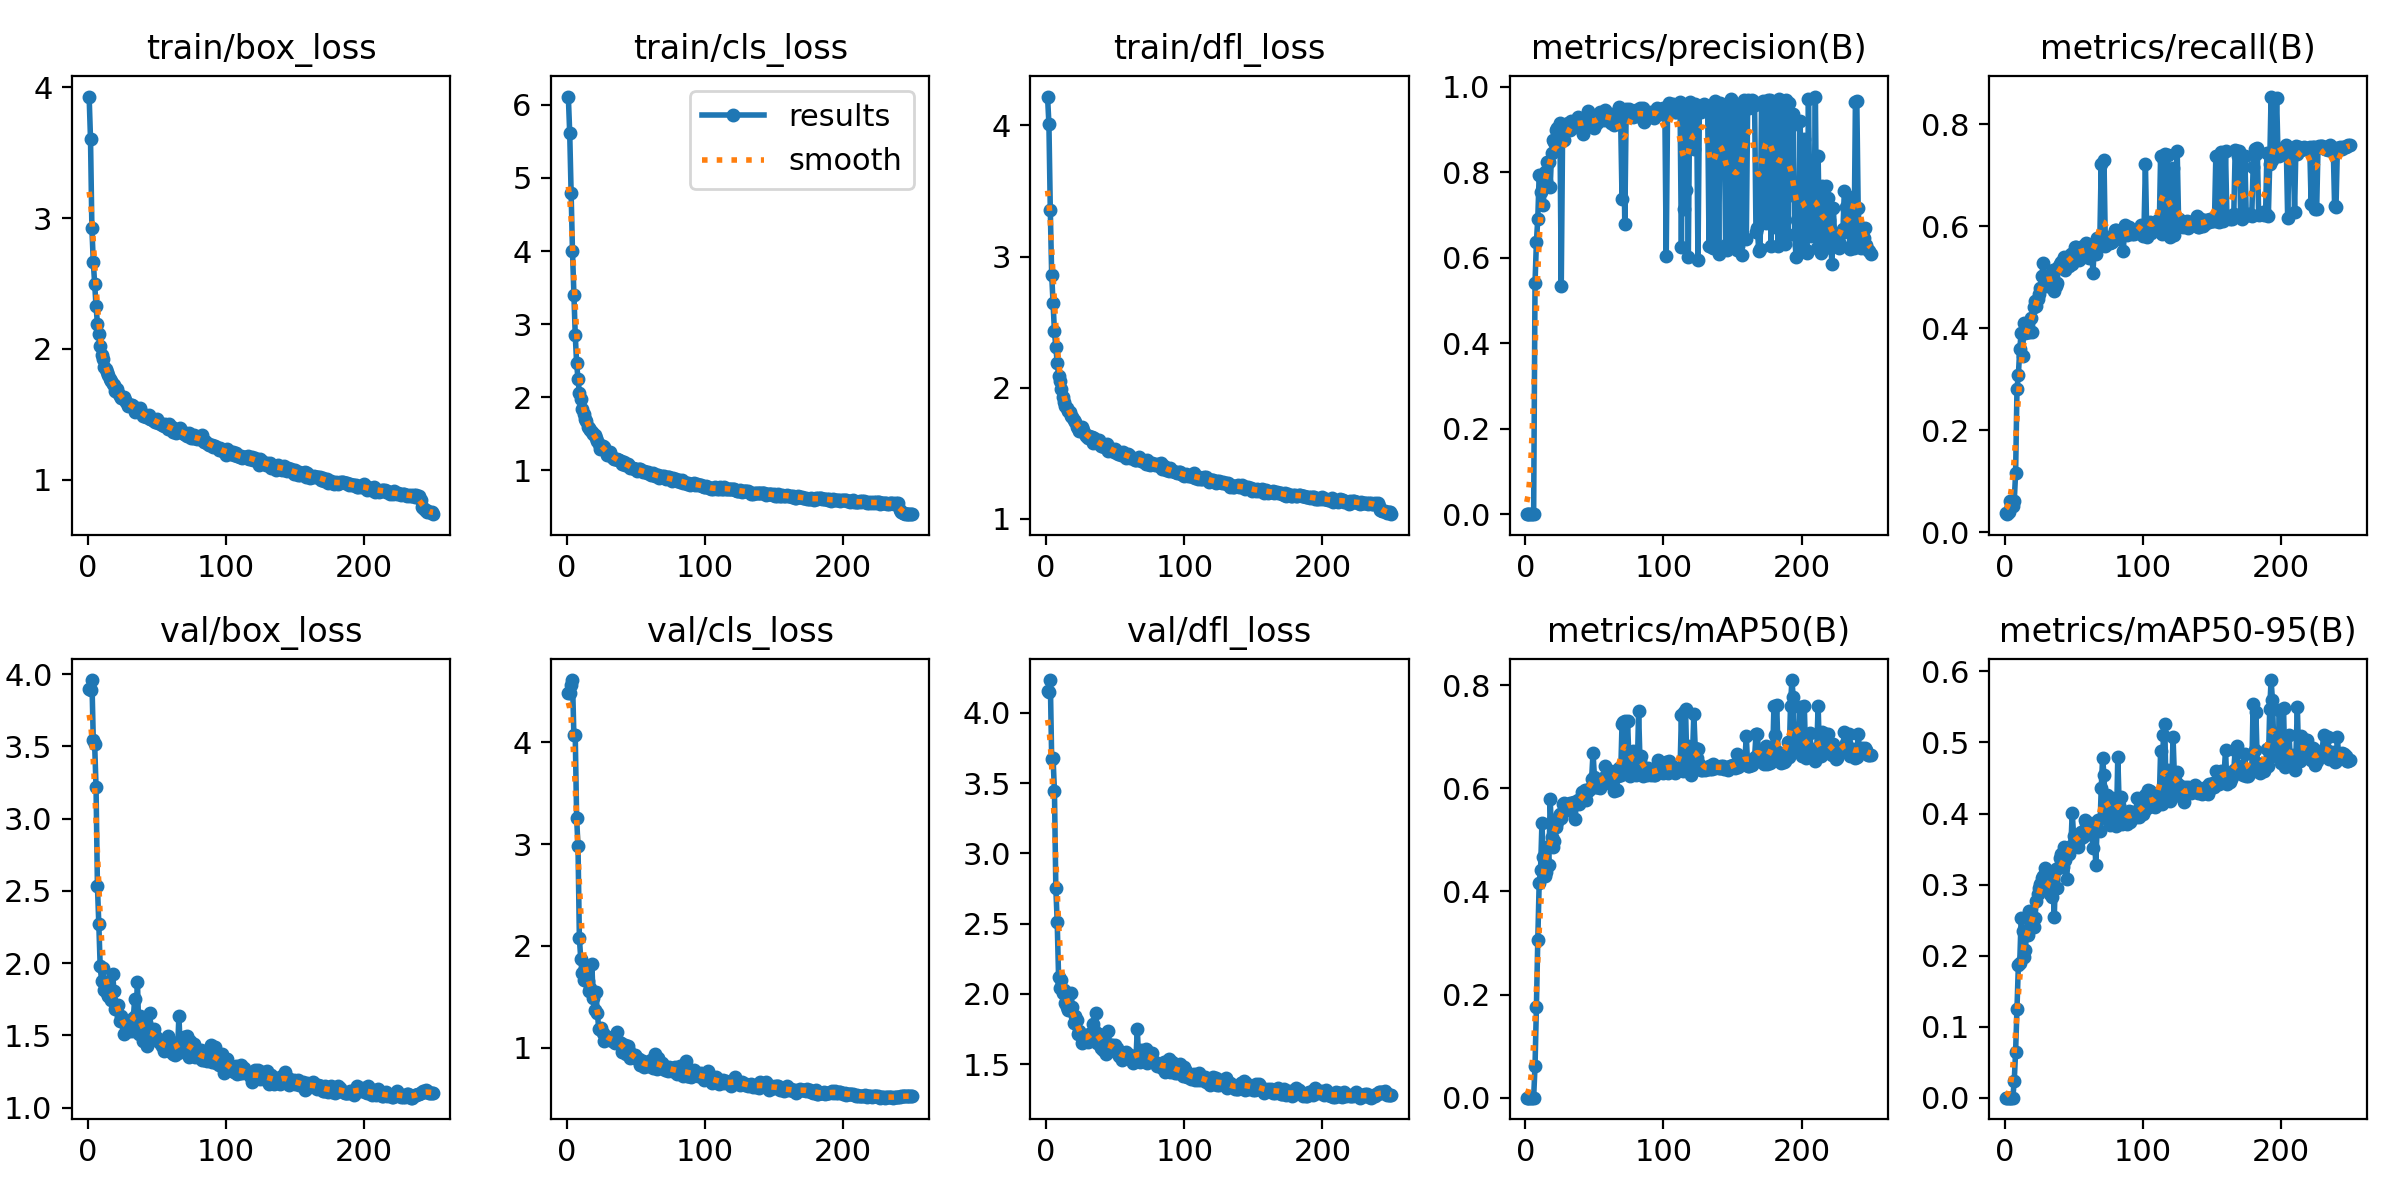 train/box_loss
4
3
2
1
0 100 200
train/cls_loss
results
smooth
6
5
4
3
2
1
0 100 200
train/dfl_loss
4
3
2
1
0 100 200
metrics/precision(B)
1.0
0.8
0.6
0.4
0.2
0.0
0 100 200
metrics/recall(B)
0.8
0.6
0.4
0.2
0.0
0 100 200
val/box_loss
4.0
3.5
3.0
2.5
2.0
1.5
1.0
0 100 200
val/cls_loss
4
3
2
1
0 100 200
val/dfl_loss
4.0
3.5
3.0
2.5
2.0
1.5
0 100 200
metrics/mAP50(B)
0.8
0.6
0.4
0.2
0.0
0 100 200
metrics/mAP50-95(B)
0.6
0.5
0.4
0.3
0.2
0.1
0.0
0 100 200